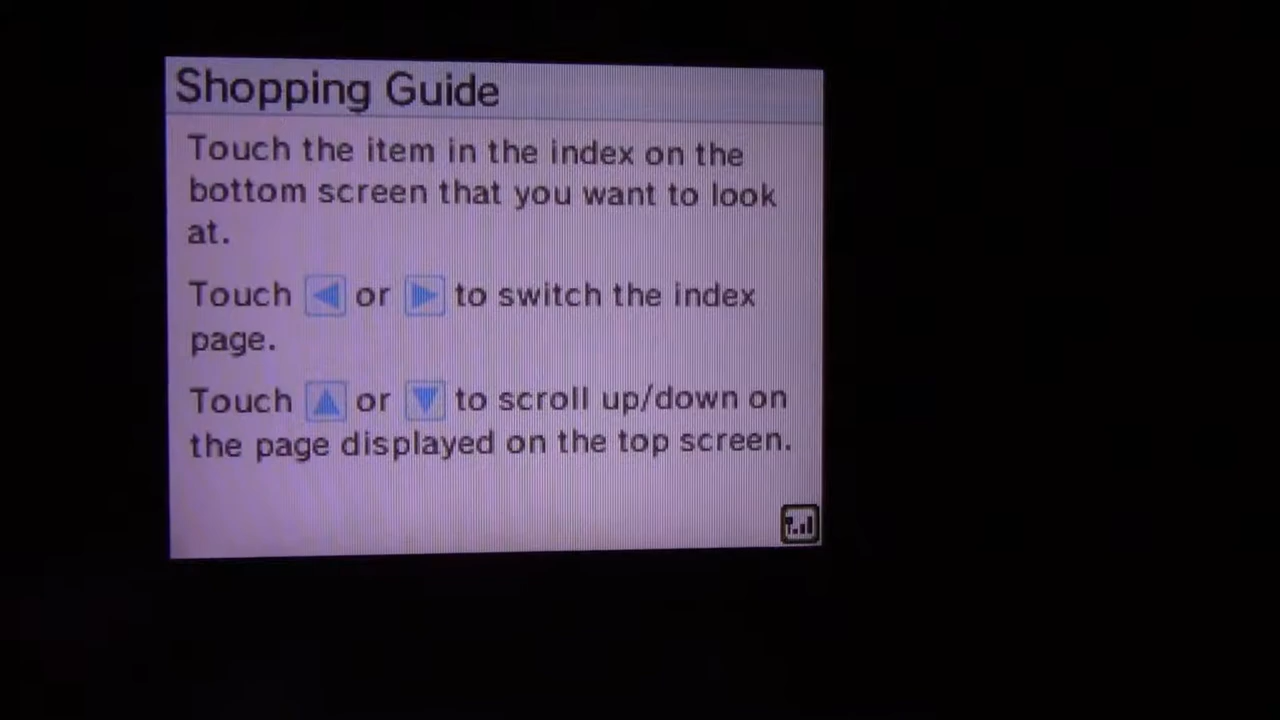 Shopping Guide
Touch the item in the index on the
bottom screen that you want to look
at.
Touch ◀ or ▶ to switch the index
page.
Touch ▲ or ▼ to scroll up/down on
the page displayed on the top screen.